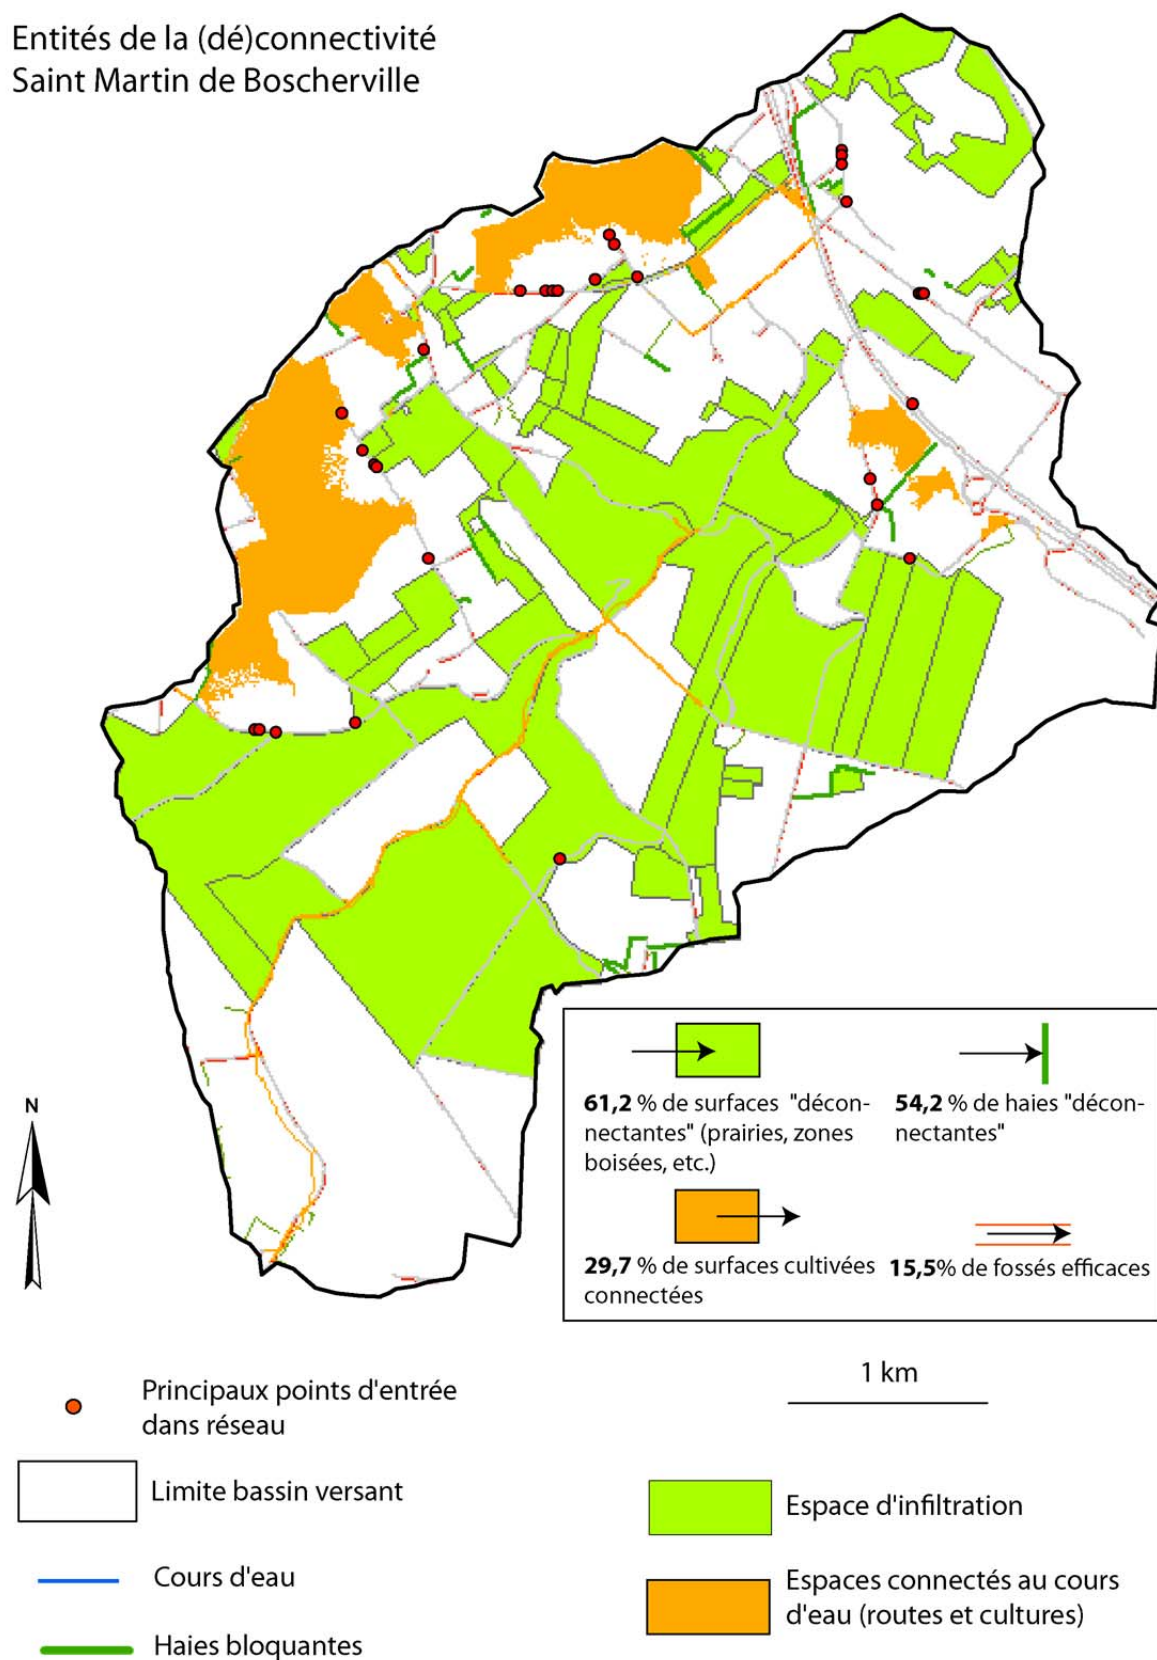 Entités de la (dé)connectivité
Saint Martin de Boscherville
61,2 % de surfaces "décon-
nectantes" (prairies, zones
boisées, etc.)
54,2 % de haies "décon-
nectantes"
29,7 % de surfaces cultivées
connectées
15,5% de fossés efficaces
N
1 km
Principaux points d'entrée
dans réseau
Limite bassin versant
Cours d'eau
Haies bloquantes
Espace d'infiltration
Espaces connectés au cours
d'eau (routes et cultures)